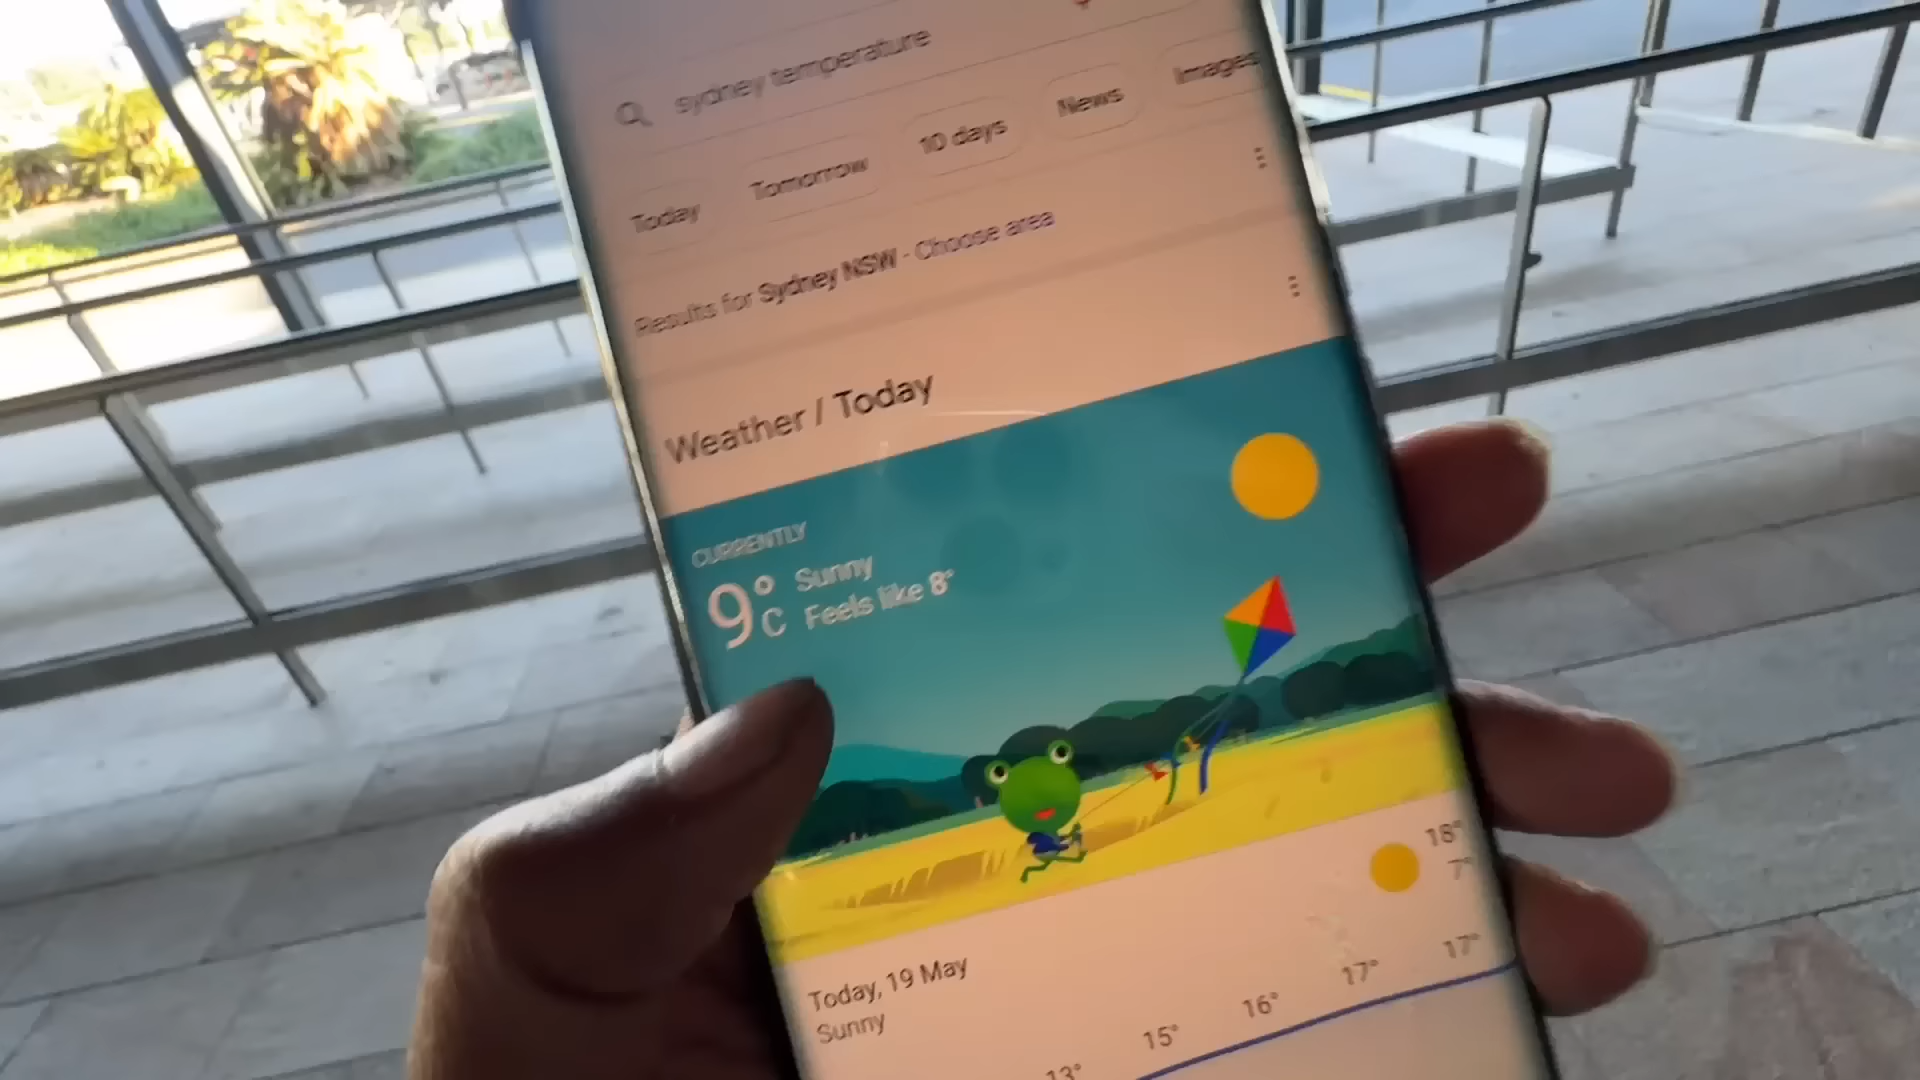 sydney temperature
Today Tomorrow 10 days News Images
Results for Sydney NSW · Choose area
Weather / Today
CURRENTLY
9°C Sunny
Feels like 8°
18°
7°
Today, 19 May
Sunny
13° 15° 16° 17° 17°